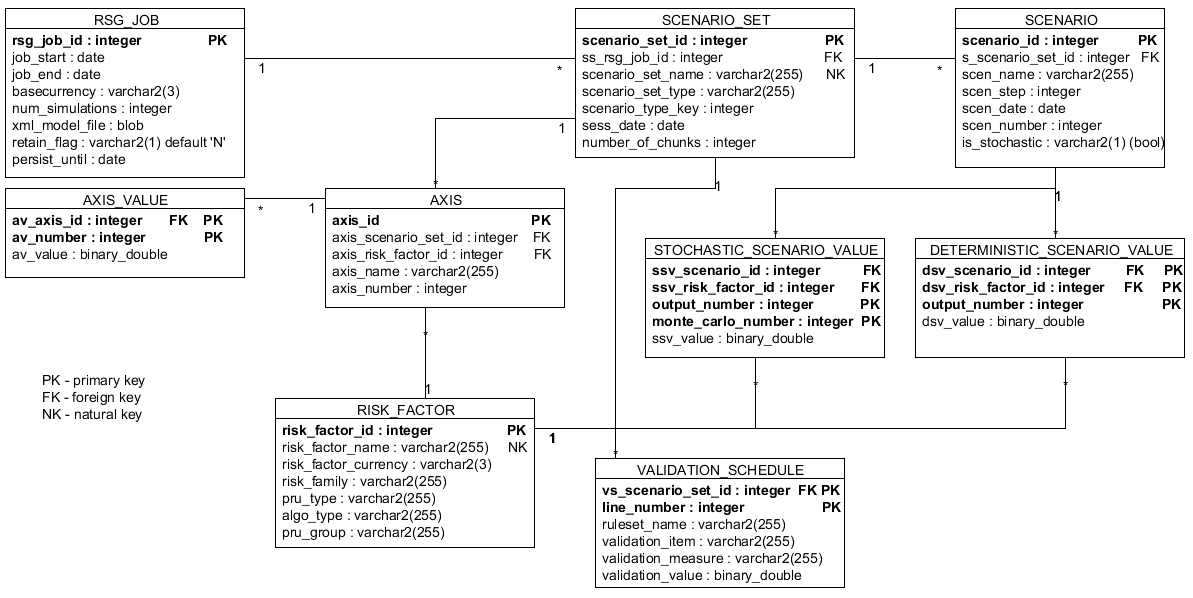 RSG_JOB
rsg_job_id : integer PK
job_start : date
job_end : date
basecurrency : varchar2(3)
num_simulations : integer
xml_model_file : blob
retain_flag : varchar2(1) default 'N'
persist_until : date
1
*
SCENARIO_SET
scenario_set_id : integer PK
ss_rsg_job_id : integer FK
scenario_set_name : varchar2(255) NK
scenario_set_type : varchar2(255)
scenario_type_key : integer
sess_date : date
number_of_chunks : integer
1
*
SCENARIO
scenario_id : integer PK
s_scenario_set_id : integer FK
scen_name : varchar2(255)
scen_step : integer
scen_date : date
scen_number : integer
is_stochastic : varchar2(1) (bool)
1
*
1
1
*
*
AXIS_VALUE
av_axis_id : integer FK PK
av_number : integer PK
av_value : binary_double
*
1
AXIS
axis_id PK
axis_scenario_set_id : integer FK
axis_risk_factor_id : integer FK
axis_name : varchar2(255)
axis_number : integer
STOCHASTIC_SCENARIO_VALUE
ssv_scenario_id : integer FK
ssv_risk_factor_id : integer FK
output_number : integer PK
monte_carlo_number : integer PK
ssv_value : binary_double
DETERMINISTIC_SCENARIO_VALUE
dsv_scenario_id : integer FK PK
dsv_risk_factor_id : integer FK PK
output_number : integer PK
dsv_value : binary_double
*
1
*
*
PK - primary key
FK - foreign key
NK - natural key
RISK_FACTOR
risk_factor_id : integer PK
risk_factor_name : varchar2(255) NK
risk_factor_currency : varchar2(3)
risk_family : varchar2(255)
pru_type : varchar2(255)
algo_type : varchar2(255)
pru_group : varchar2(255)
1
*
VALIDATION_SCHEDULE
vs_scenario_set_id : integer FK PK
line_number : integer PK
ruleset_name : varchar2(255)
validation_item : varchar2(255)
validation_measure : varchar2(255)
validation_value : binary_double